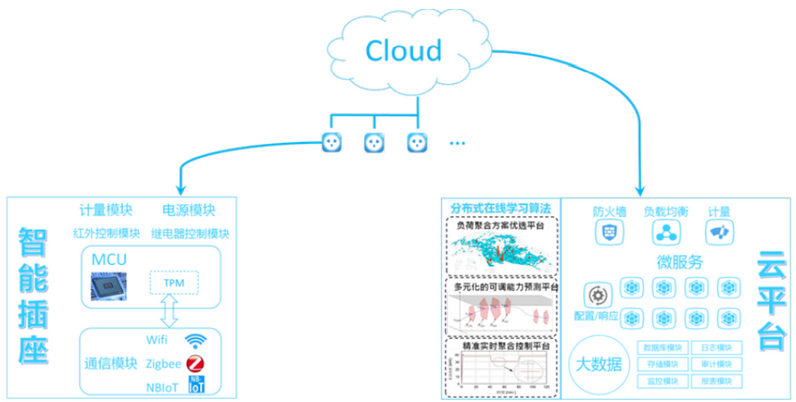 Cloud
...
智能插座
计量模块 电源模块
红外控制模块 继电器控制模块
MCU
TPM
通信模块
Wifi
Zigbee
NBIoT
NB
IoT
分布式在线学习算法
负荷聚合方案优选平台
多元化的可调能力预测平台
精准实时聚合控制平台
防火墙 负载均衡 计量
微服务
配置/响应
大数据
数据库模块 日志模块
存储模块 审计模块
监控模块 报表模块
云平台